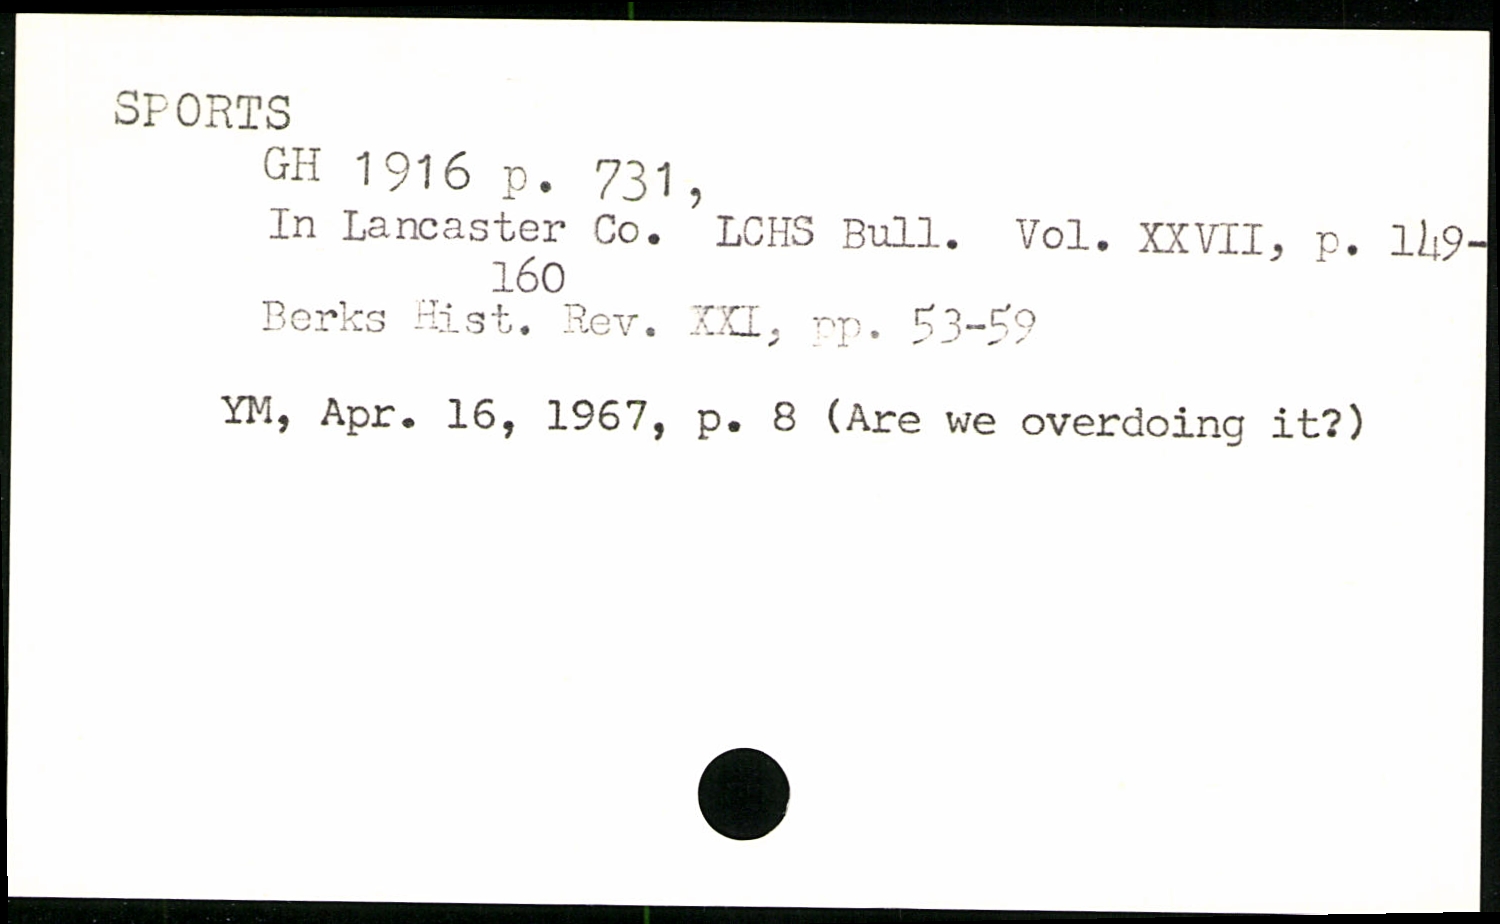 SPORTS
GH 1916 p. 731,
In Lancaster Co. LCHS Bull. Vol. XXVII, p. 149-
160
Berks Hist. Rev. XXI, pp. 53-59
YM, Apr. 16, 1967, p. 8 (Are we overdoing it?)